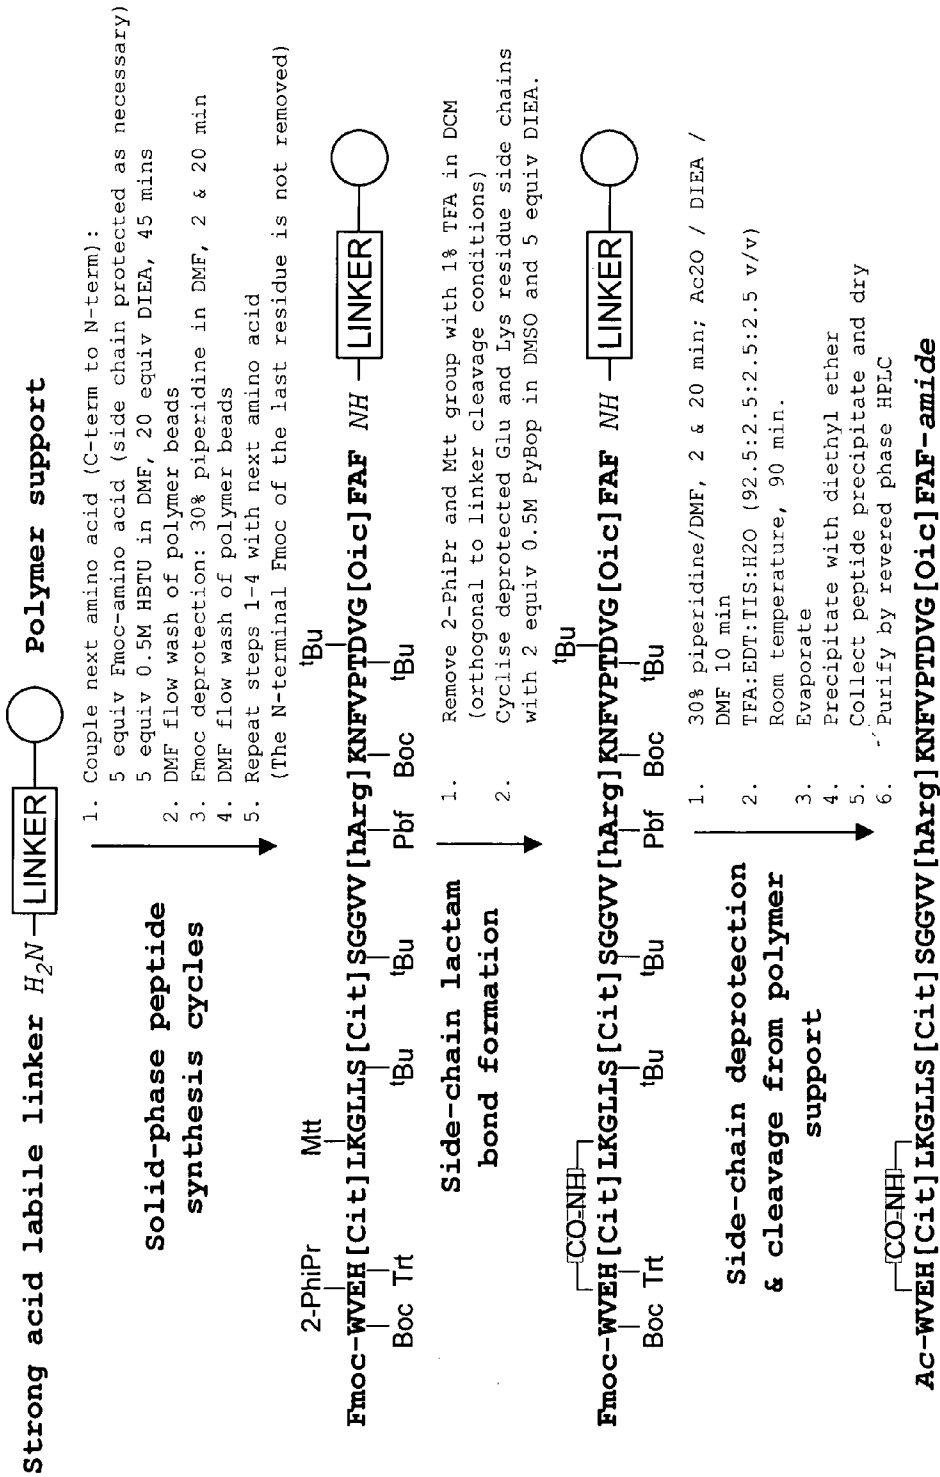 Strong acid labile linker H2N LINKER Polymer support
Solid-phase peptide
synthesis cycles
1. Couple next amino acid (C-term to N-term):
5 equiv Fmoc-amino acid (side chain protected as necessary)
5 equiv 0.5M HBTU in DMF, 20 equiv DIEA, 45 mins
2. DMF flow wash of polymer beads
3. Fmoc deprotection: 30% piperidine in DMF, 2 & 20 min
4. DMF flow wash of polymer beads
5. Repeat steps 1-4 with next amino acid
(The N-terminal Fmoc of the last residue is not removed)
2-PhiPr Mtt
Fmoc-WVEH[Cit]LKGLLS[Cit]SGGVV[hArg]KNFVPTDVG[Oic]FAF NH LINKER
Boc Trt tBu tBu Pbf Boc tBu tBu
Side-chain lactam
bond formation
1. Remove 2-PhiPr and Mtt group with 1% TFA in DCM
(orthogonal to linker cleavage conditions)
2. Cyclise deprotected Glu and Lys residue side chains
with 2 equiv 0.5M PyBop in DMSO and 5 equiv DIEA.
CO-NH tBu
Fmoc-WVEH[Cit]LKGLLS[Cit]SGGVV[hArg]KNFVPTDVG[Oic]FAF NH LINKER
Boc Trt tBu tBu Pbf Boc tBu
Side-chain deprotection
& cleavage from polymer
support
1. 30% piperidine/DMF, 2 & 20 min; Ac2O / DIEA /
DMF 10 min
2. TFA:EDT:TIS:H2O (92.5:2.5:2.5:2.5 v/v)
Room temperature, 90 min.
3. Evaporate
4. Precipitate with diethyl ether
5. Collect peptide precipitate and dry
6. Purify by revered phase HPLC
CO-NH
Ac-WVEH[Cit]LKGLLS[Cit]SGGVV[hArg]KNFVPTDVG[Oic]FAF-amide